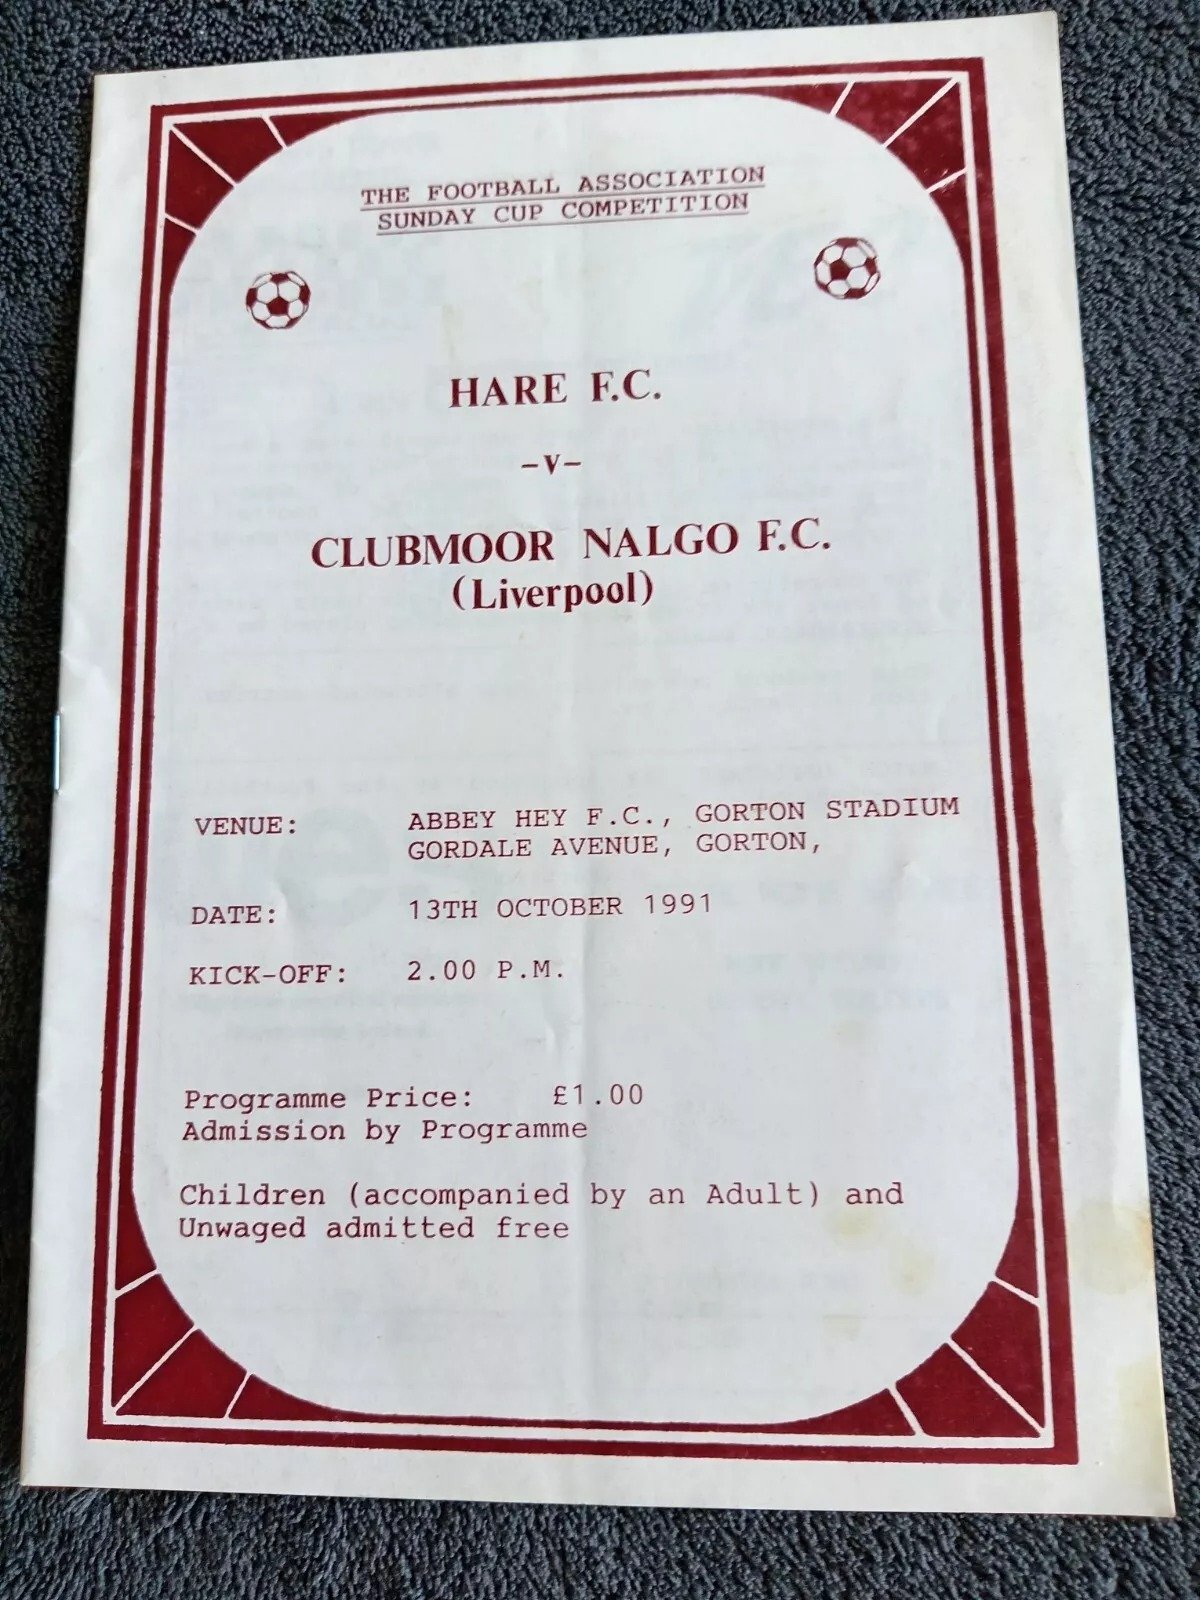 THE FOOTBALL ASSOCIATION
SUNDAY CUP COMPETITION
HARE F.C.
-v-
CLUBMOOR NALGO F.C.
(Liverpool)
VENUE: ABBEY HEY F.C., GORTON STADIUM
GORDALE AVENUE, GORTON,
DATE: 13TH OCTOBER 1991
KICK-OFF: 2.00 P.M.
Programme Price: £1.00
Admission by Programme
Children (accompanied by an Adult) and
Unwaged admitted free